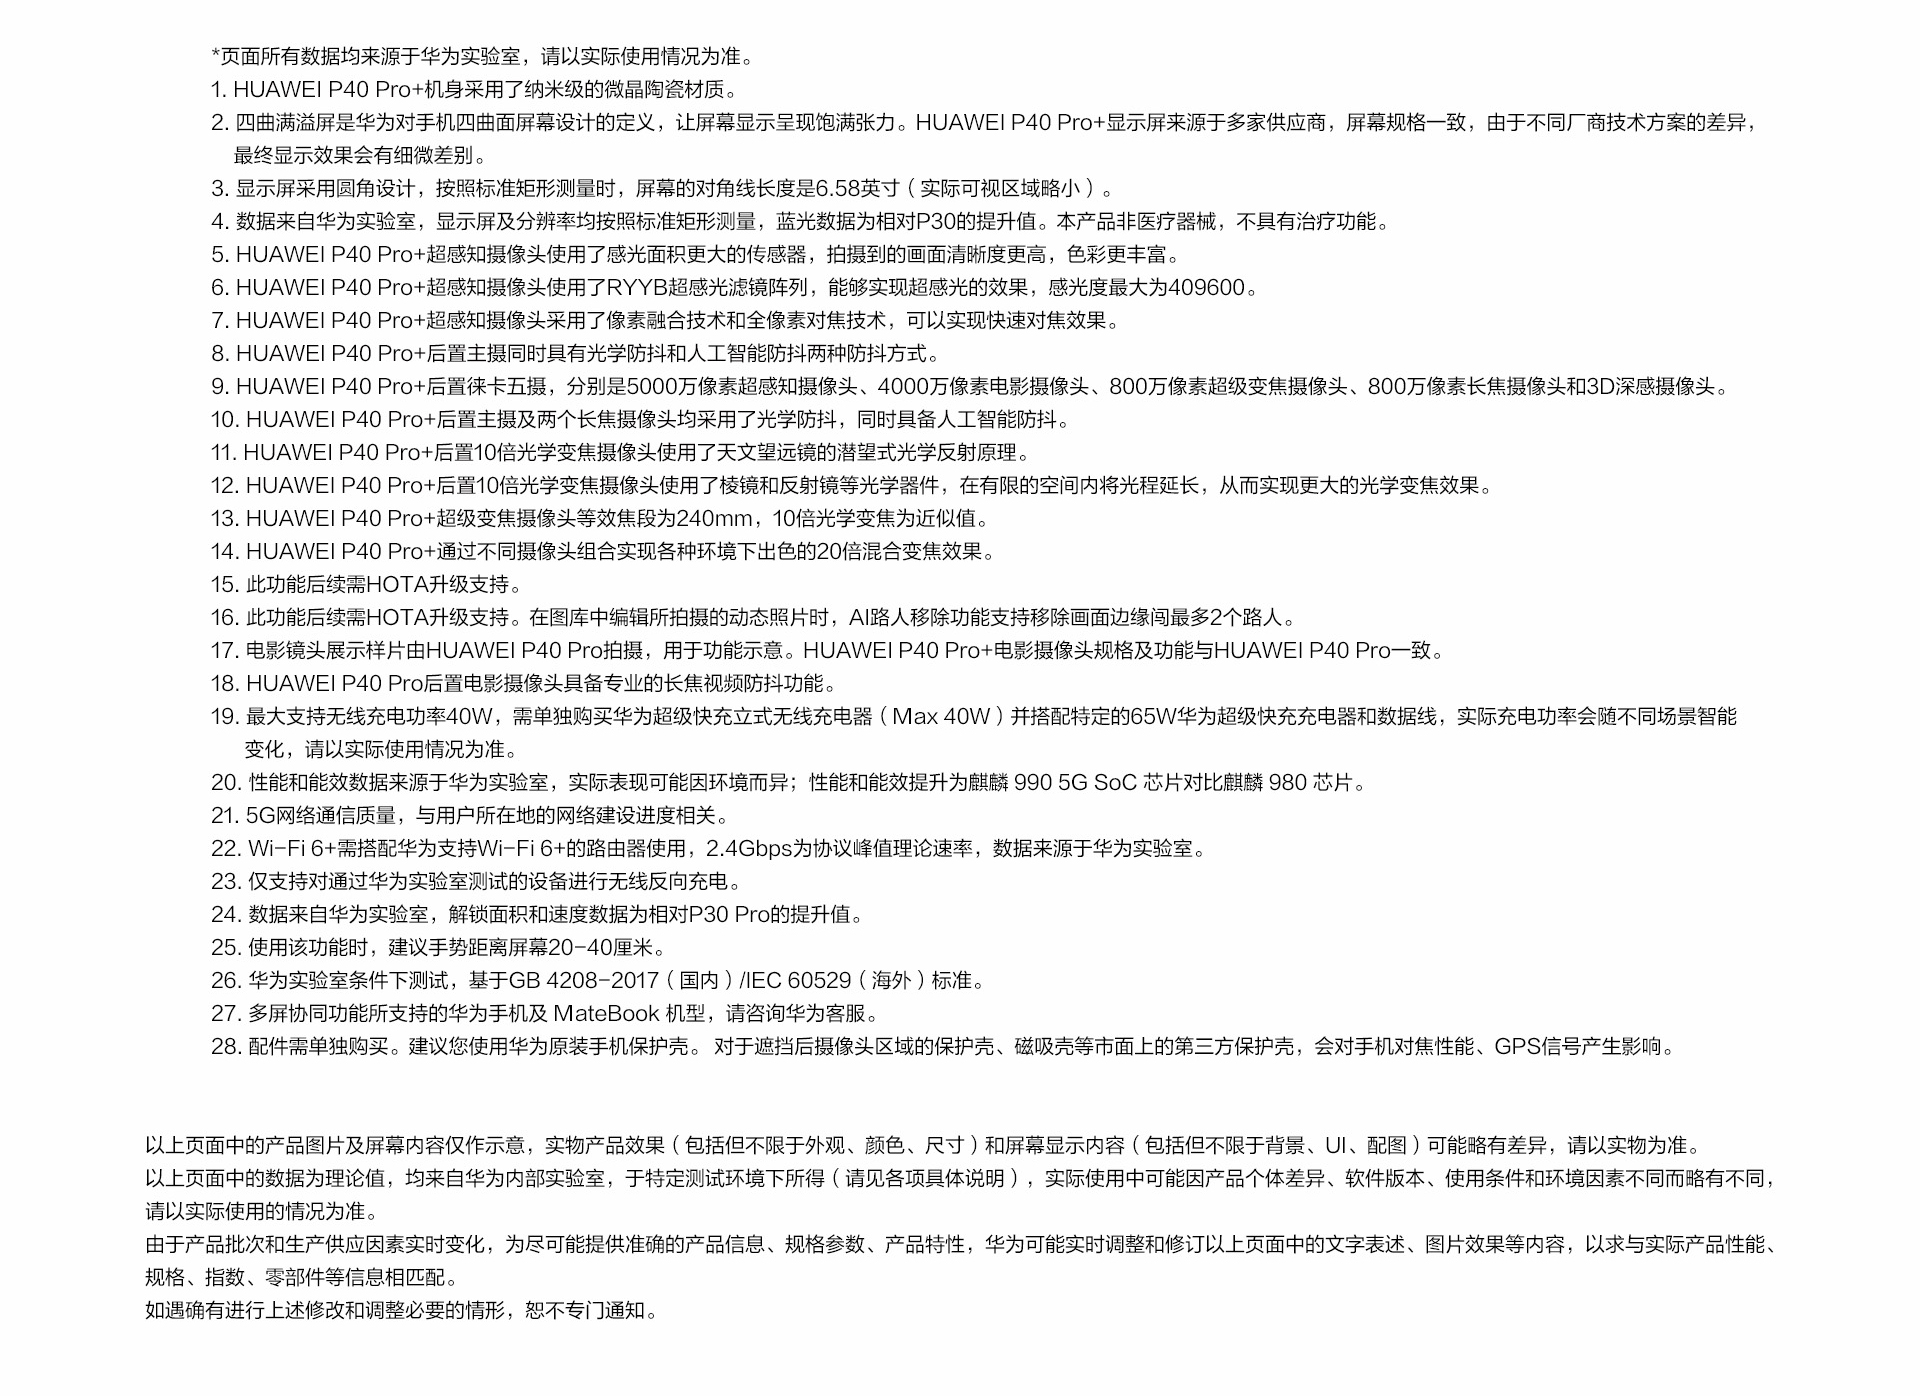 *页面所有数据均来源于华为实验室，请以实际使用情况为准。
1. HUAWEI P40 Pro+机身采用了纳米级的微晶陶瓷材质。
2. 四曲满溢屏是华为对手机四曲面屏幕设计的定义，让屏幕显示呈现饱满张力。HUAWEI P40 Pro+显示屏来源于多家供应商，屏幕规格一致，由于不同厂商技术方案的差异，
最终显示效果会有细微差别。
3. 显示屏采用圆角设计，按照标准矩形测量时，屏幕的对角线长度是6.58英寸（实际可视区域略小）。
4. 数据来自华为实验室，显示屏及分辨率均按照标准矩形测量，蓝光数据为相对P30的提升值。本产品非医疗器械，不具有治疗功能。
5. HUAWEI P40 Pro+超感知摄像头使用了感光面积更大的传感器，拍摄到的画面清晰度更高，色彩更丰富。
6. HUAWEI P40 Pro+超感知摄像头使用了RYYB超感光滤镜阵列，能够实现超感光的效果，感光度最大为409600。
7. HUAWEI P40 Pro+超感知摄像头采用了像素融合技术和全像素对焦技术，可以实现快速对焦效果。
8. HUAWEI P40 Pro+后置主摄同时具有光学防抖和人工智能防抖两种防抖方式。
9. HUAWEI P40 Pro+后置徕卡五摄，分别是5000万像素超感知摄像头、4000万像素电影摄像头、800万像素超级变焦摄像头、800万像素长焦摄像头和3D深感摄像头。
10. HUAWEI P40 Pro+后置主摄及两个长焦摄像头均采用了光学防抖，同时具备人工智能防抖。
11. HUAWEI P40 Pro+后置10倍光学变焦摄像头使用了天文望远镜的潜望式光学反射原理。
12. HUAWEI P40 Pro+后置10倍光学变焦摄像头使用了棱镜和反射镜等光学器件，在有限的空间内将光程延长，从而实现更大的光学变焦效果。
13. HUAWEI P40 Pro+超级变焦摄像头等效焦段为240mm，10倍光学变焦为近似值。
14. HUAWEI P40 Pro+通过不同摄像头组合实现各种环境下出色的20倍混合变焦效果。
15. 此功能后续需HOTA升级支持。
16. 此功能后续需HOTA升级支持。在图库中编辑所拍摄的动态照片时，AI路人移除功能支持移除画面边缘闯最多2个路人。
17. 电影镜头展示样片由HUAWEI P40 Pro拍摄，用于功能示意。HUAWEI P40 Pro+电影摄像头规格及功能与HUAWEI P40 Pro一致。
18. HUAWEI P40 Pro后置电影摄像头具备专业的长焦视频防抖功能。
19. 最大支持无线充电功率40W，需单独购买华为超级快充立式无线充电器（Max 40W）并搭配特定的65W华为超级快充充电器和数据线，实际充电功率会随不同场景智能
变化，请以实际使用情况为准。
20. 性能和能效数据来源于华为实验室，实际表现可能因环境而异；性能和能效提升为麒麟 990 5G SoC 芯片对比麒麟 980 芯片。
21. 5G网络通信质量，与用户所在地的网络建设进度相关。
22. Wi-Fi 6+需搭配华为支持Wi-Fi 6+的路由器使用，2.4Gbps为协议峰值理论速率，数据来源于华为实验室。
23. 仅支持对通过华为实验室测试的设备进行无线反向充电。
24. 数据来自华为实验室，解锁面积和速度数据为相对P30 Pro的提升值。
25. 使用该功能时，建议手势距离屏幕20-40厘米。
26. 华为实验室条件下测试，基于GB 4208-2017（国内）/IEC 60529（海外）标准。
27. 多屏协同功能所支持的华为手机及 MateBook 机型，请咨询华为客服。
28. 配件需单独购买。建议您使用华为原装手机保护壳。 对于遮挡后摄像头区域的保护壳、磁吸壳等市面上的第三方保护壳，会对手机对焦性能、GPS信号产生影响。
以上页面中的产品图片及屏幕内容仅作示意，实物产品效果（包括但不限于外观、颜色、尺寸）和屏幕显示内容（包括但不限于背景、UI、配图）可能略有差异，请以实物为准。
以上页面中的数据为理论值，均来自华为内部实验室，于特定测试环境下所得（请见各项具体说明），实际使用中可能因产品个体差异、软件版本、使用条件和环境因素不同而略有不同，
请以实际使用的情况为准。
由于产品批次和生产供应因素实时变化，为尽可能提供准确的产品信息、规格参数、产品特性，华为可能实时调整和修订以上页面中的文字表述、图片效果等内容，以求与实际产品性能、
规格、指数、零部件等信息相匹配。
如遇确有进行上述修改和调整必要的情形，恕不专门通知。